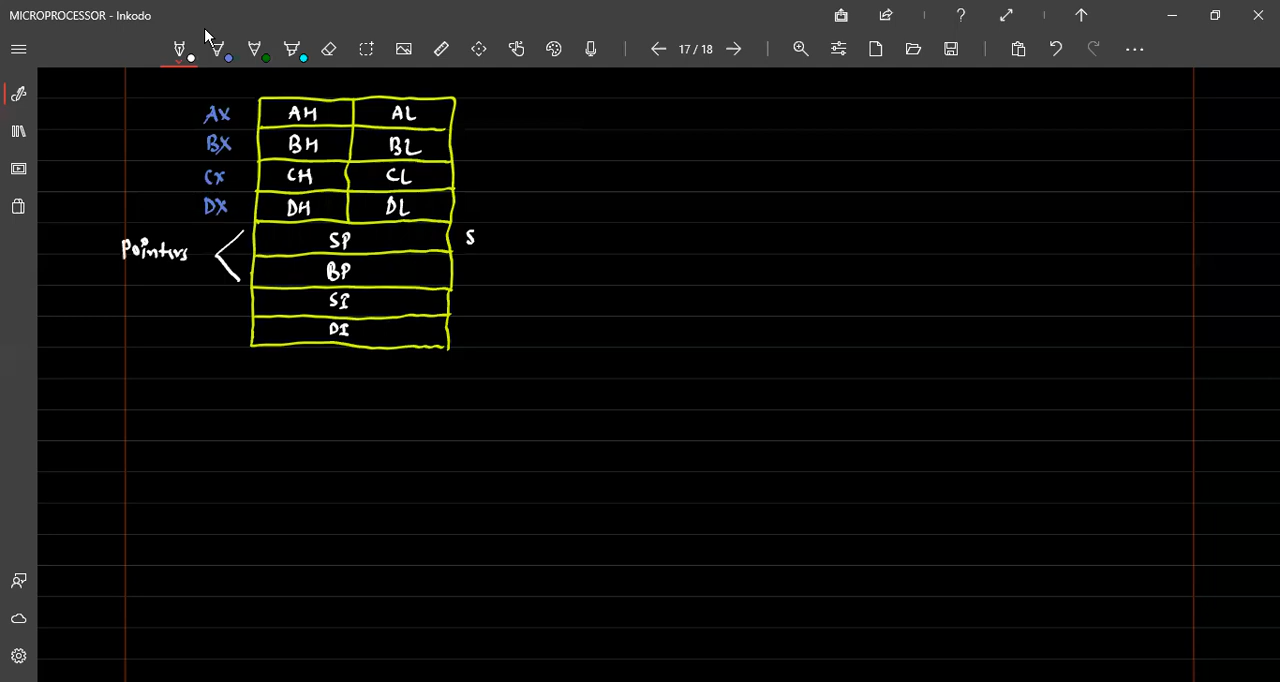 MICROPROCESSOR - Inkodo
17 / 18
AX AH AL
BX BH BL
CX CH CL
DX DH DL
Pointers SP S
BP
SI
DI